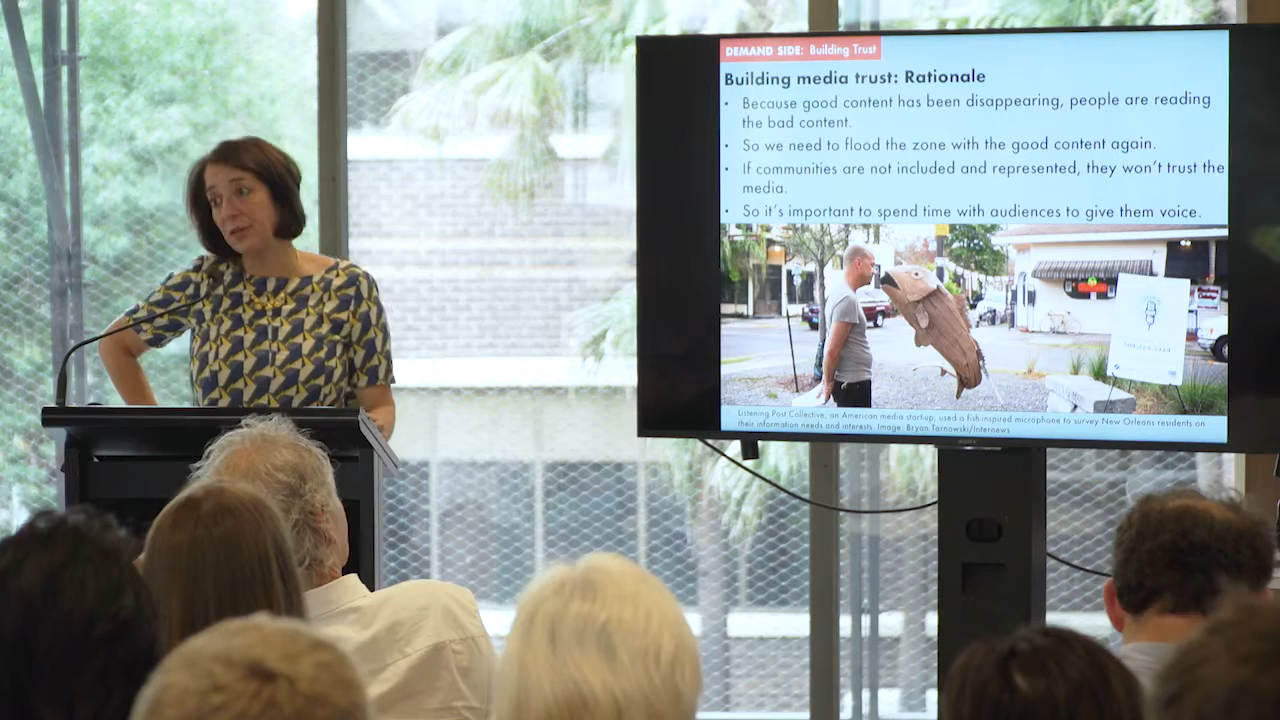 DEMAND SIDE: Building Trust
Building media trust: Rationale
• Because good content has been disappearing, people are reading
the bad content.
• So we need to flood the zone with the good content again.
• If communities are not included and represented, they won't trust the
media.
• So it's important to spend time with audiences to give them voice.
Listening Post Collective, an American media startup, used a fish-inspired microphone to survey New Orleans residents on
their information needs and interests. Image: Bryan Tarnowski/Internews
SONY